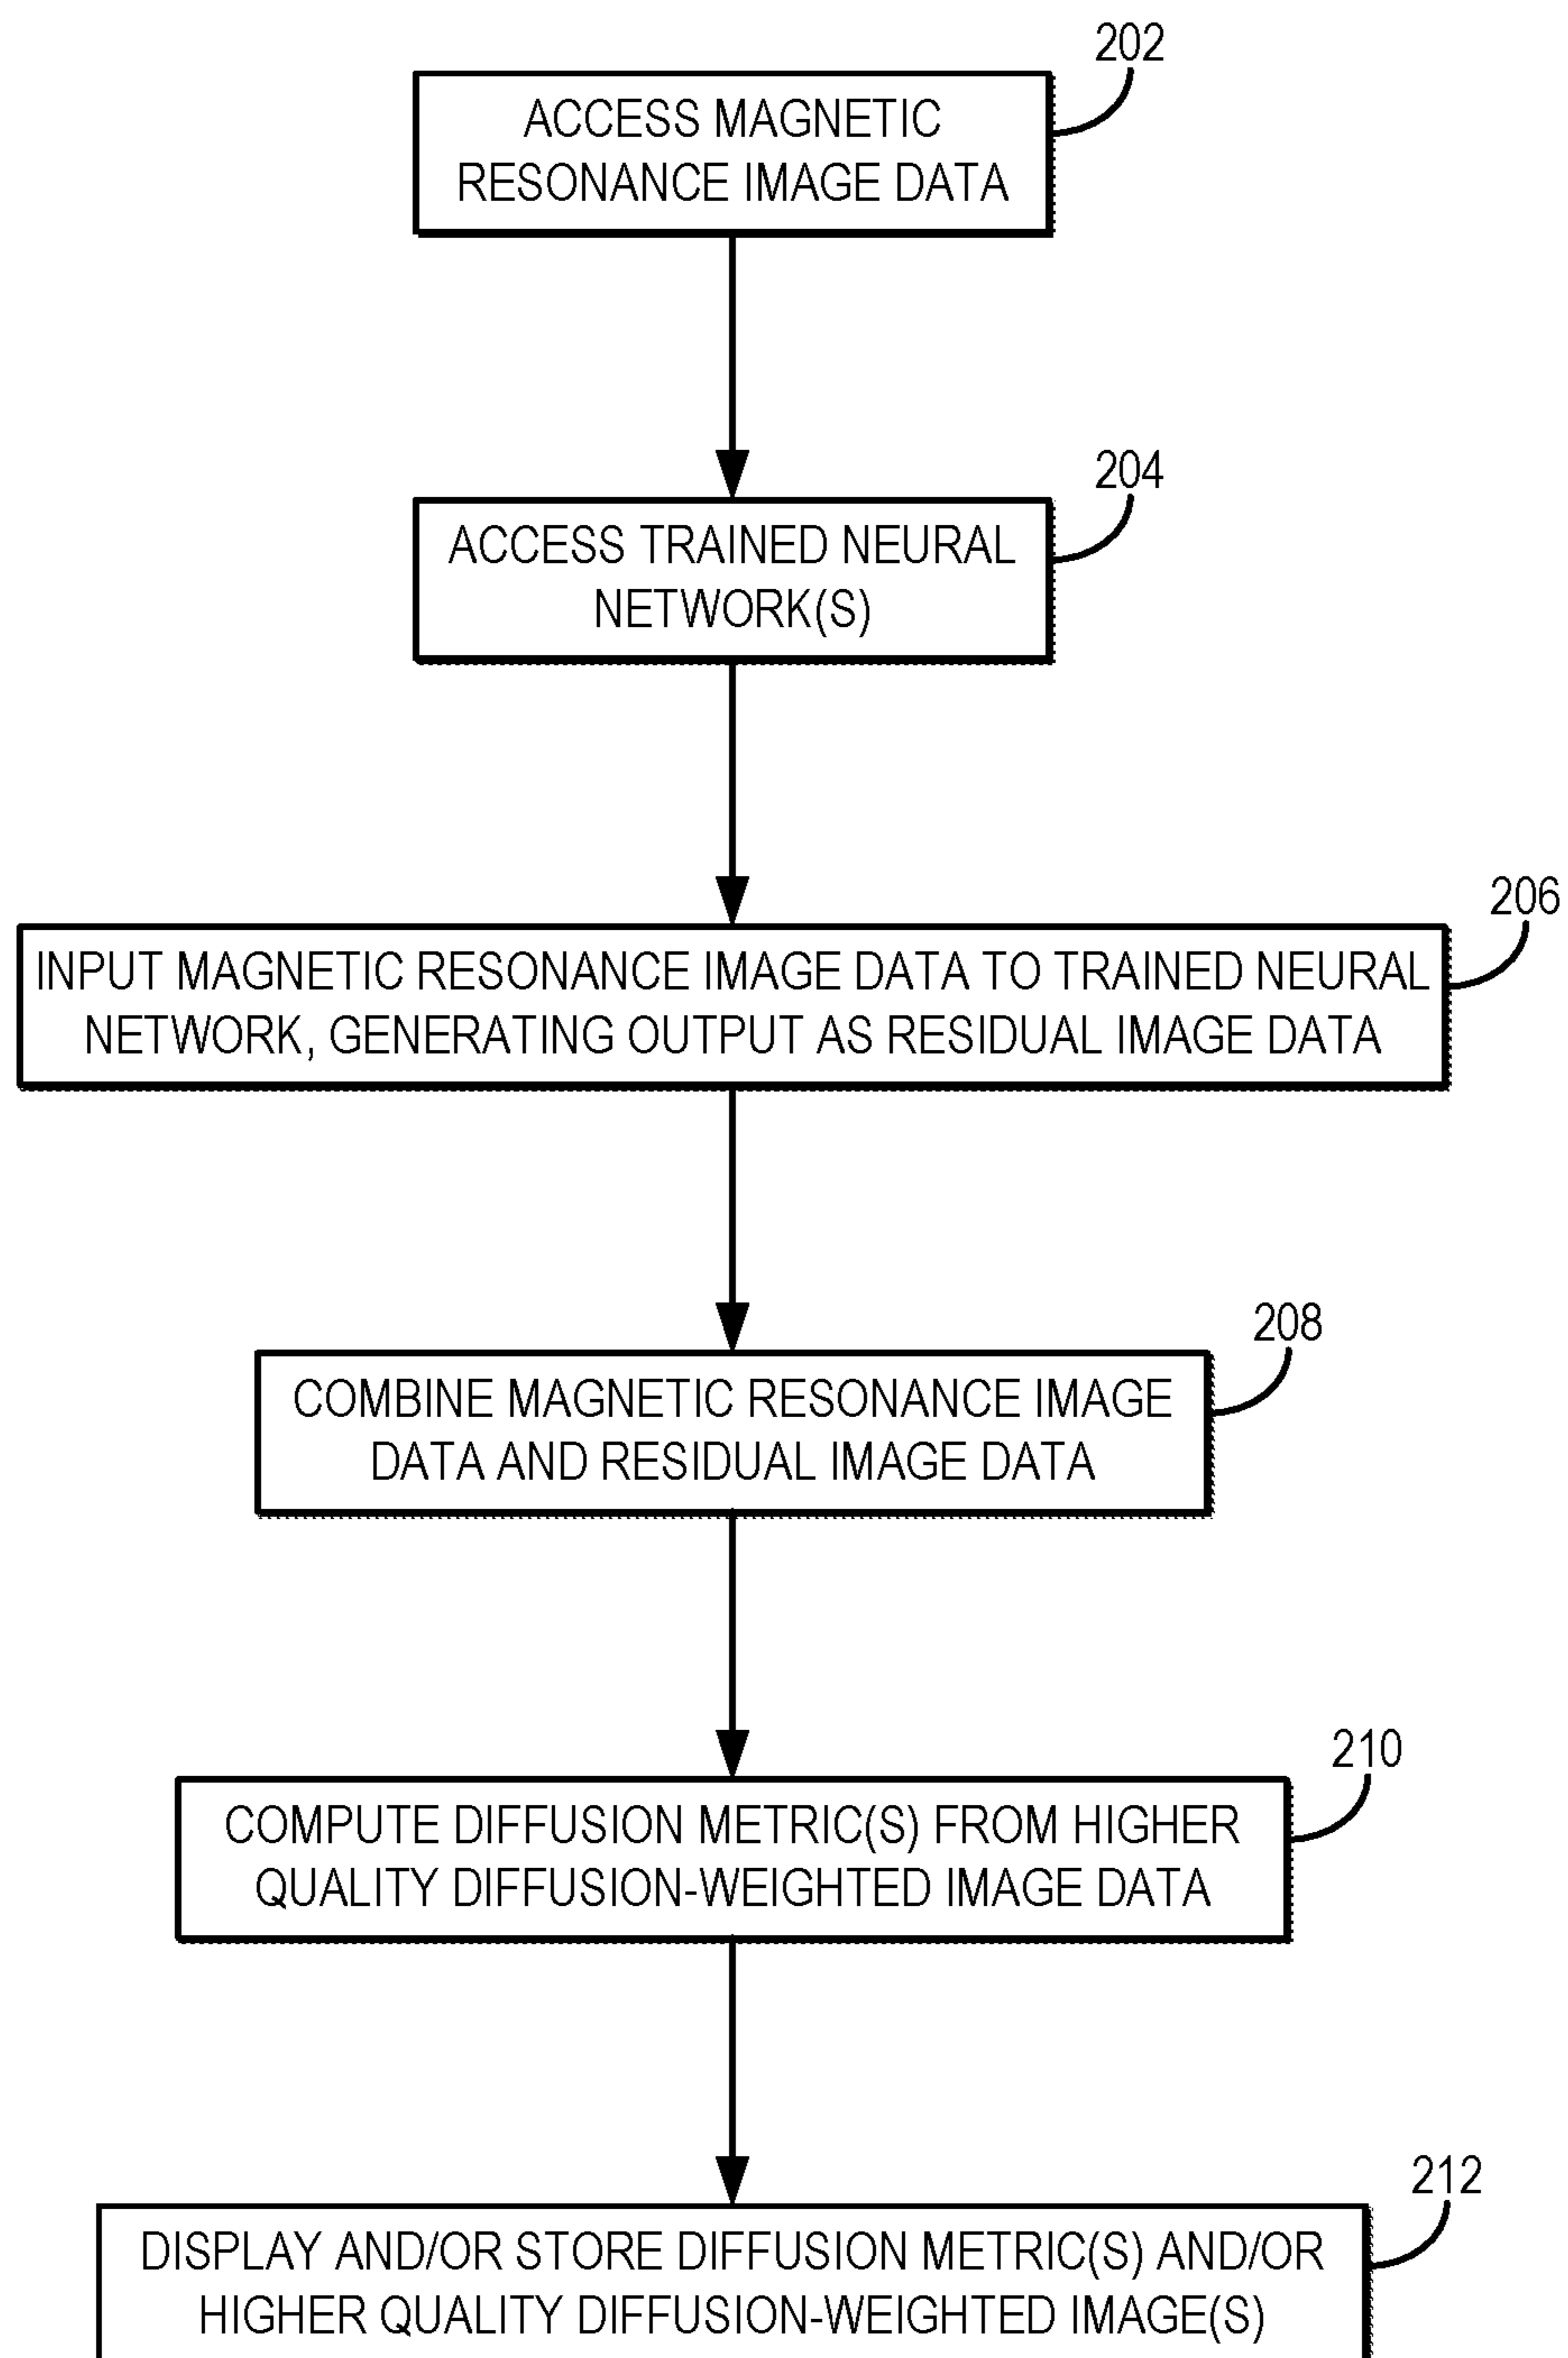 202
ACCESS MAGNETIC
RESONANCE IMAGE DATA
204
ACCESS TRAINED NEURAL
NETWORK(S)
206
INPUT MAGNETIC RESONANCE IMAGE DATA TO TRAINED NEURAL
NETWORK, GENERATING OUTPUT AS RESIDUAL IMAGE DATA
208
COMBINE MAGNETIC RESONANCE IMAGE
DATA AND RESIDUAL IMAGE DATA
210
COMPUTE DIFFUSION METRIC(S) FROM HIGHER
QUALITY DIFFUSION-WEIGHTED IMAGE DATA
212
DISPLAY AND/OR STORE DIFFUSION METRIC(S) AND/OR
HIGHER QUALITY DIFFUSION-WEIGHTED IMAGE(S)